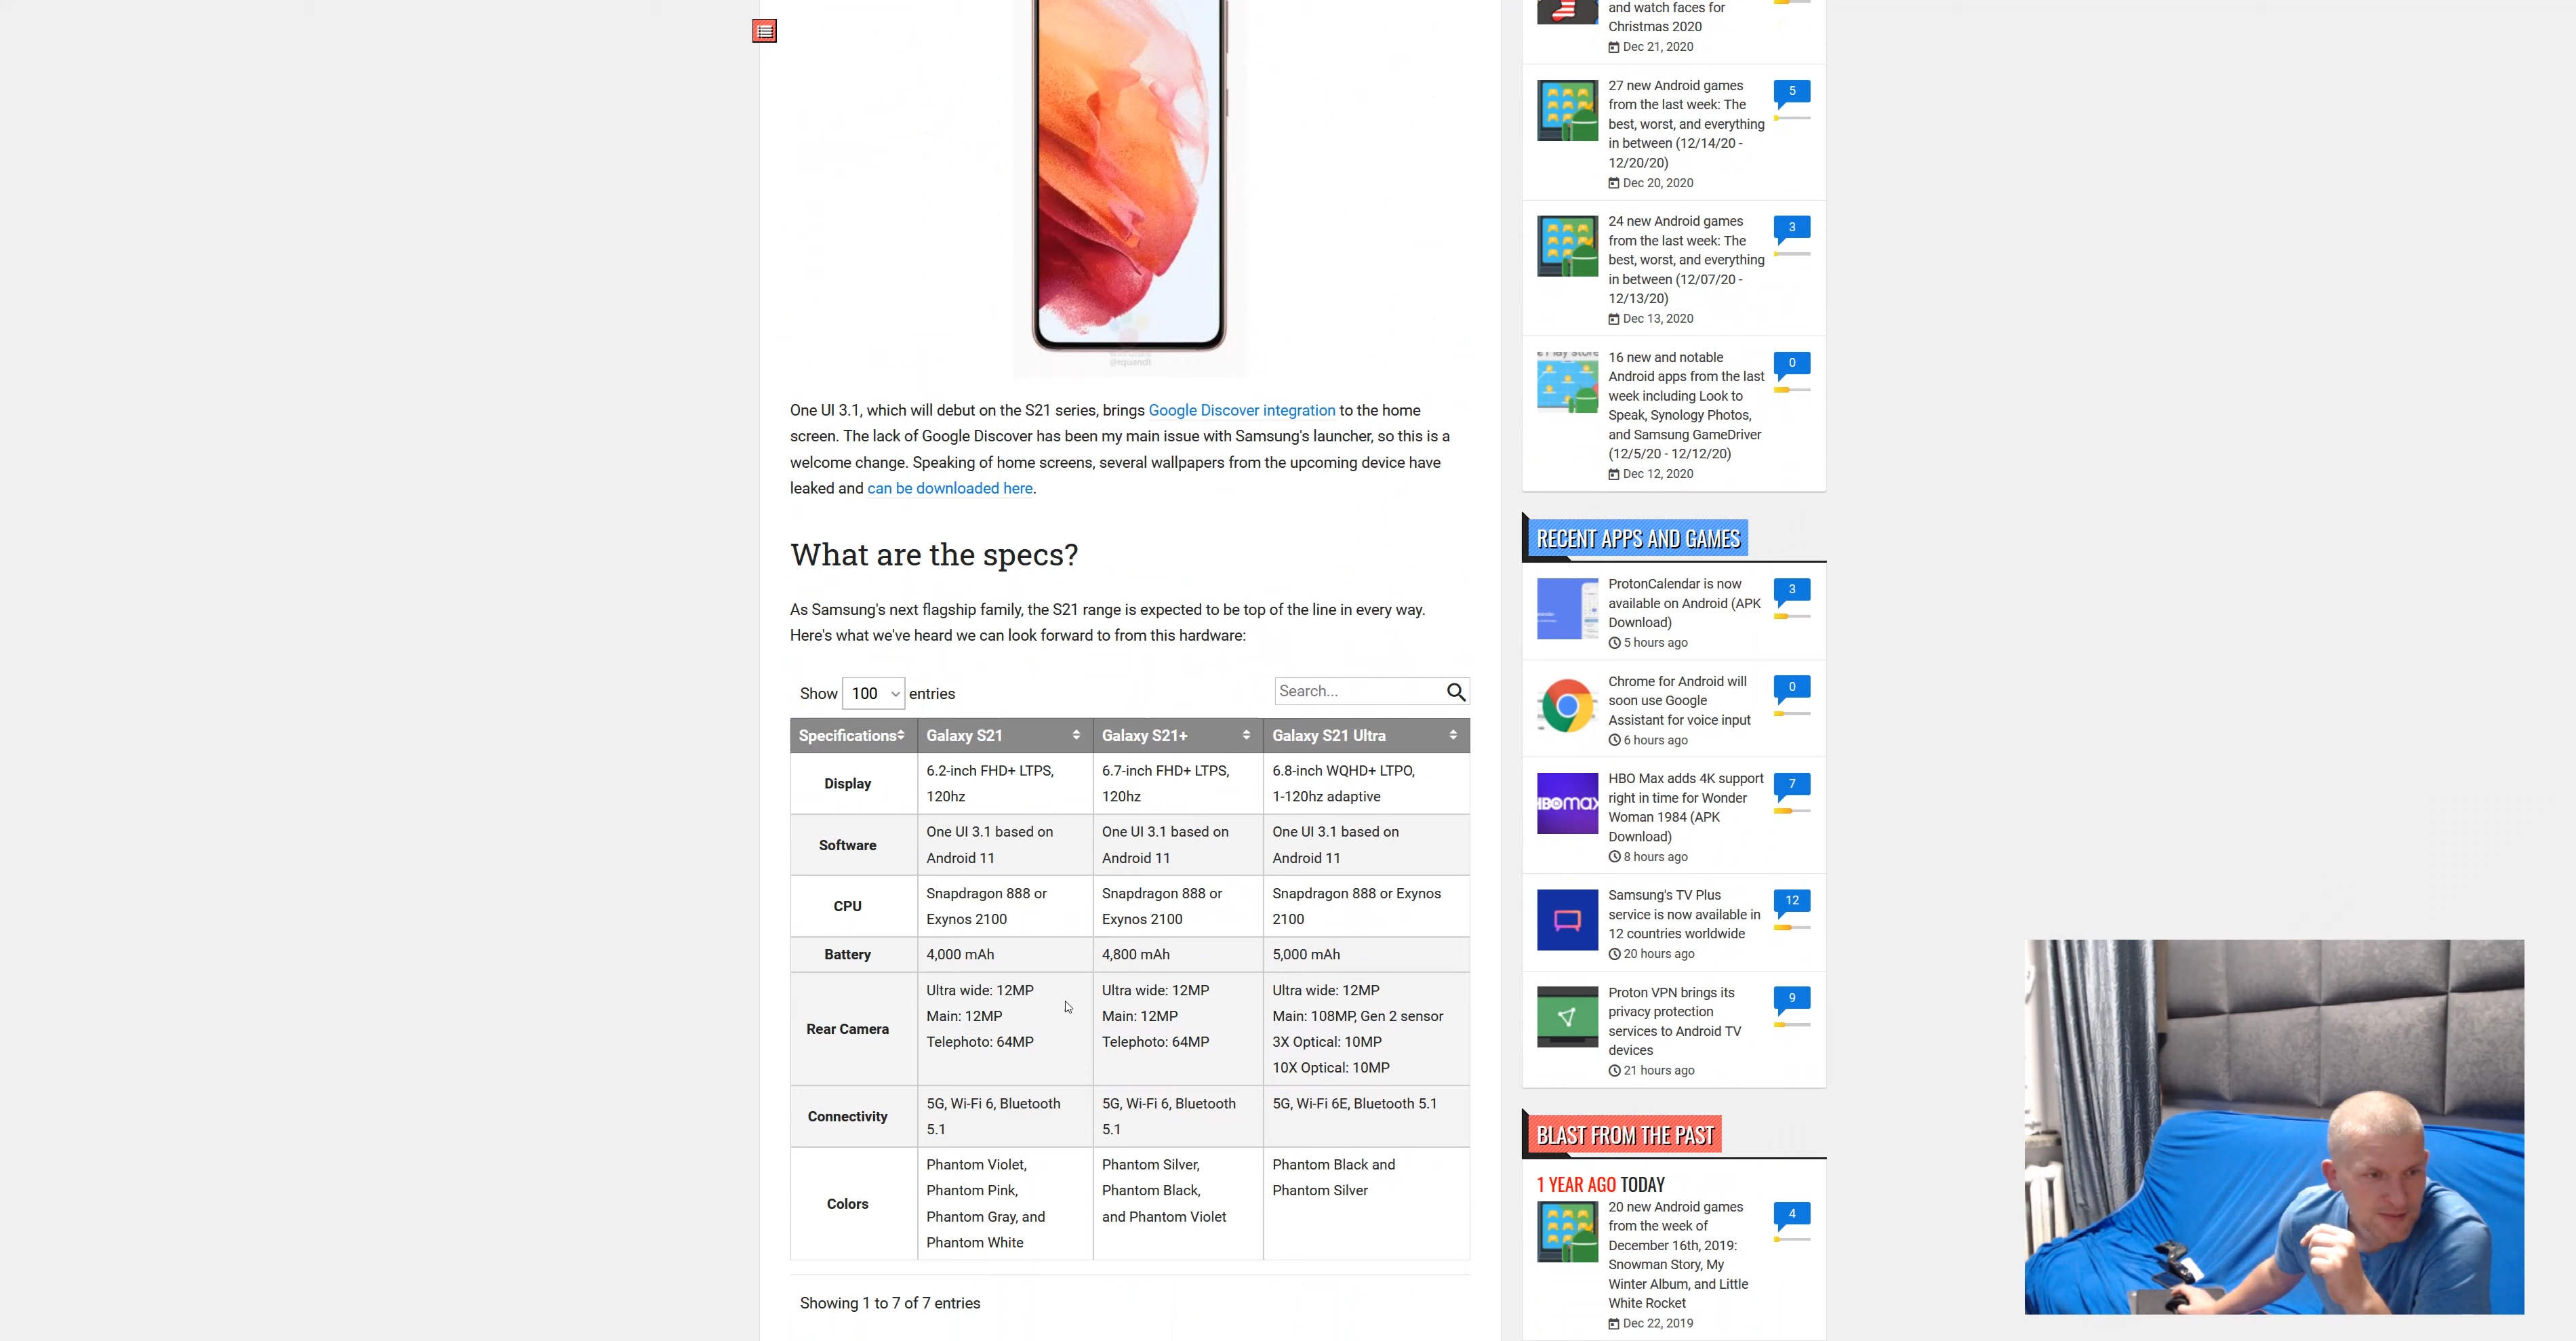 One UI 3.1, which will debut on the S21 series, brings Google Discover integration to the home
screen. The lack of Google Discover has been my main issue with Samsung's launcher, so this is a
welcome change. Speaking of home screens, several wallpapers from the upcoming device have
leaked and can be downloaded here.
What are the specs?
As Samsung's next flagship family, the S21 range is expected to be top of the line in every way.
Here's what we've heard we can look forward to from this hardware:
Show 100 entries
Search...
Specifications Galaxy S21 Galaxy S21+ Galaxy S21 Ultra
Display
6.2-inch FHD+ LTPS,
120hz
6.7-inch FHD+ LTPS,
120hz
6.8-inch WQHD+ LTPO,
1-120hz adaptive
Software
One UI 3.1 based on
Android 11
One UI 3.1 based on
Android 11
One UI 3.1 based on
Android 11
CPU
Snapdragon 888 or
Exynos 2100
Snapdragon 888 or
Exynos 2100
Snapdragon 888 or Exynos
2100
Battery
4,000 mAh
4,800 mAh
5,000 mAh
Rear Camera
Ultra wide: 12MP
Main: 12MP
Telephoto: 64MP
Ultra wide: 12MP
Main: 12MP
Telephoto: 64MP
Ultra wide: 12MP
Main: 108MP, Gen 2 sensor
3X Optical: 10MP
10X Optical: 10MP
Connectivity
5G, Wi-Fi 6, Bluetooth
5.1
5G, Wi-Fi 6, Bluetooth
5.1
5G, Wi-Fi 6E, Bluetooth 5.1
Colors
Phantom Violet,
Phantom Pink,
Phantom Gray, and
Phantom White
Phantom Silver,
Phantom Black,
and Phantom Violet
Phantom Black and
Phantom Silver
Showing 1 to 7 of 7 entries
and watch faces for
Christmas 2020
Dec 21, 2020
27 new Android games
from the last week: The
best, worst, and everything
in between (12/14/20 -
12/20/20)
Dec 20, 2020
5
24 new Android games
from the last week: The
best, worst, and everything
in between (12/07/20 -
12/13/20)
Dec 13, 2020
3
16 new and notable
Android apps from the last
week including Look to
Speak, Synology Photos,
and Samsung GameDriver
(12/5/20 - 12/12/20)
Dec 12, 2020
0
RECENT APPS AND GAMES
ProtonCalendar is now
available on Android (APK
Download)
5 hours ago
3
Chrome for Android will
soon use Google
Assistant for voice input
6 hours ago
0
HBO Max adds 4K support
right in time for Wonder
Woman 1984 (APK
Download)
8 hours ago
7
Samsung's TV Plus
service is now available in
12 countries worldwide
20 hours ago
12
Proton VPN brings its
privacy protection
services to Android TV
devices
21 hours ago
9
BLAST FROM THE PAST
1 YEAR AGO TODAY
20 new Android games
from the week of
December 16th, 2019:
Snowman Story, My
Winter Album, and Little
White Rocket
Dec 22, 2019
4